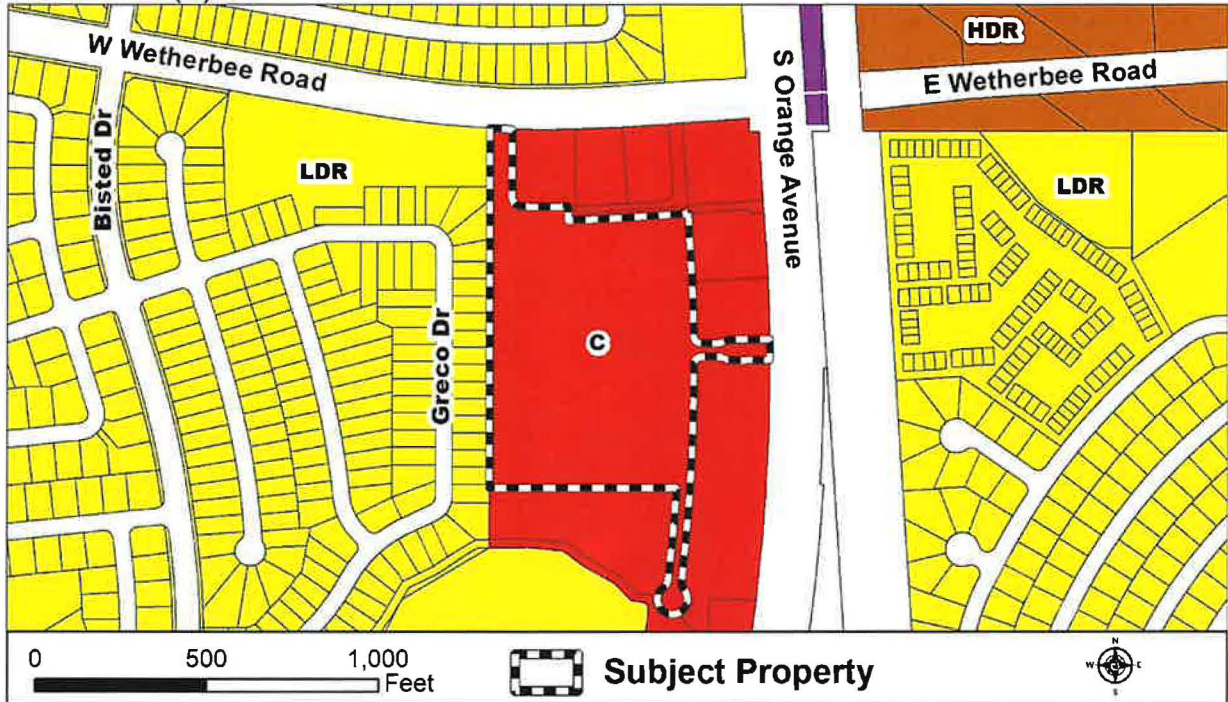 W Wetherbee Road
HDR
E Wetherbee Road
S Orange Avenue
Bisted Dr
LDR
LDR
Greco Dr
C
0 500 1,000
Feet
Subject Property
N
W E
S